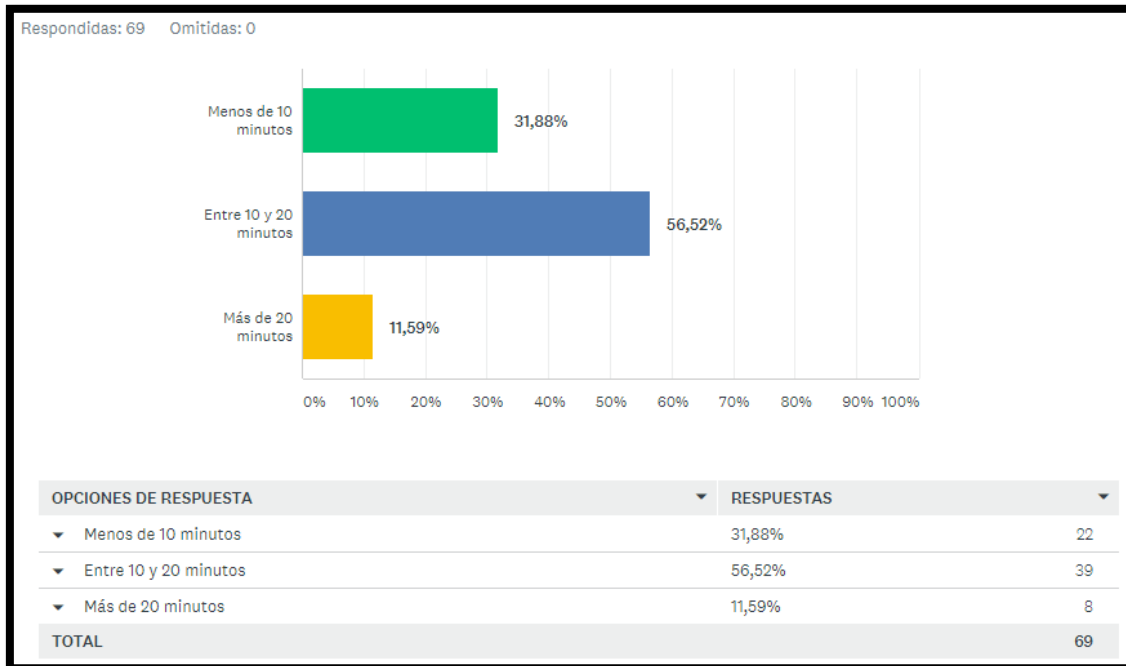 Respondidas: 69 Omitidas: 0
Menos de 10
minutos
31,88%
Entre 10 y 20
minutos
56,52%
Más de 20
minutos
11,59%
0% 10% 20% 30% 40% 50% 60% 70% 80% 90% 100%
OPCIONES DE RESPUESTA RESPUESTAS
Menos de 10 minutos 31,88% 22
Entre 10 y 20 minutos 56,52% 39
Más de 20 minutos 11,59% 8
TOTAL 69